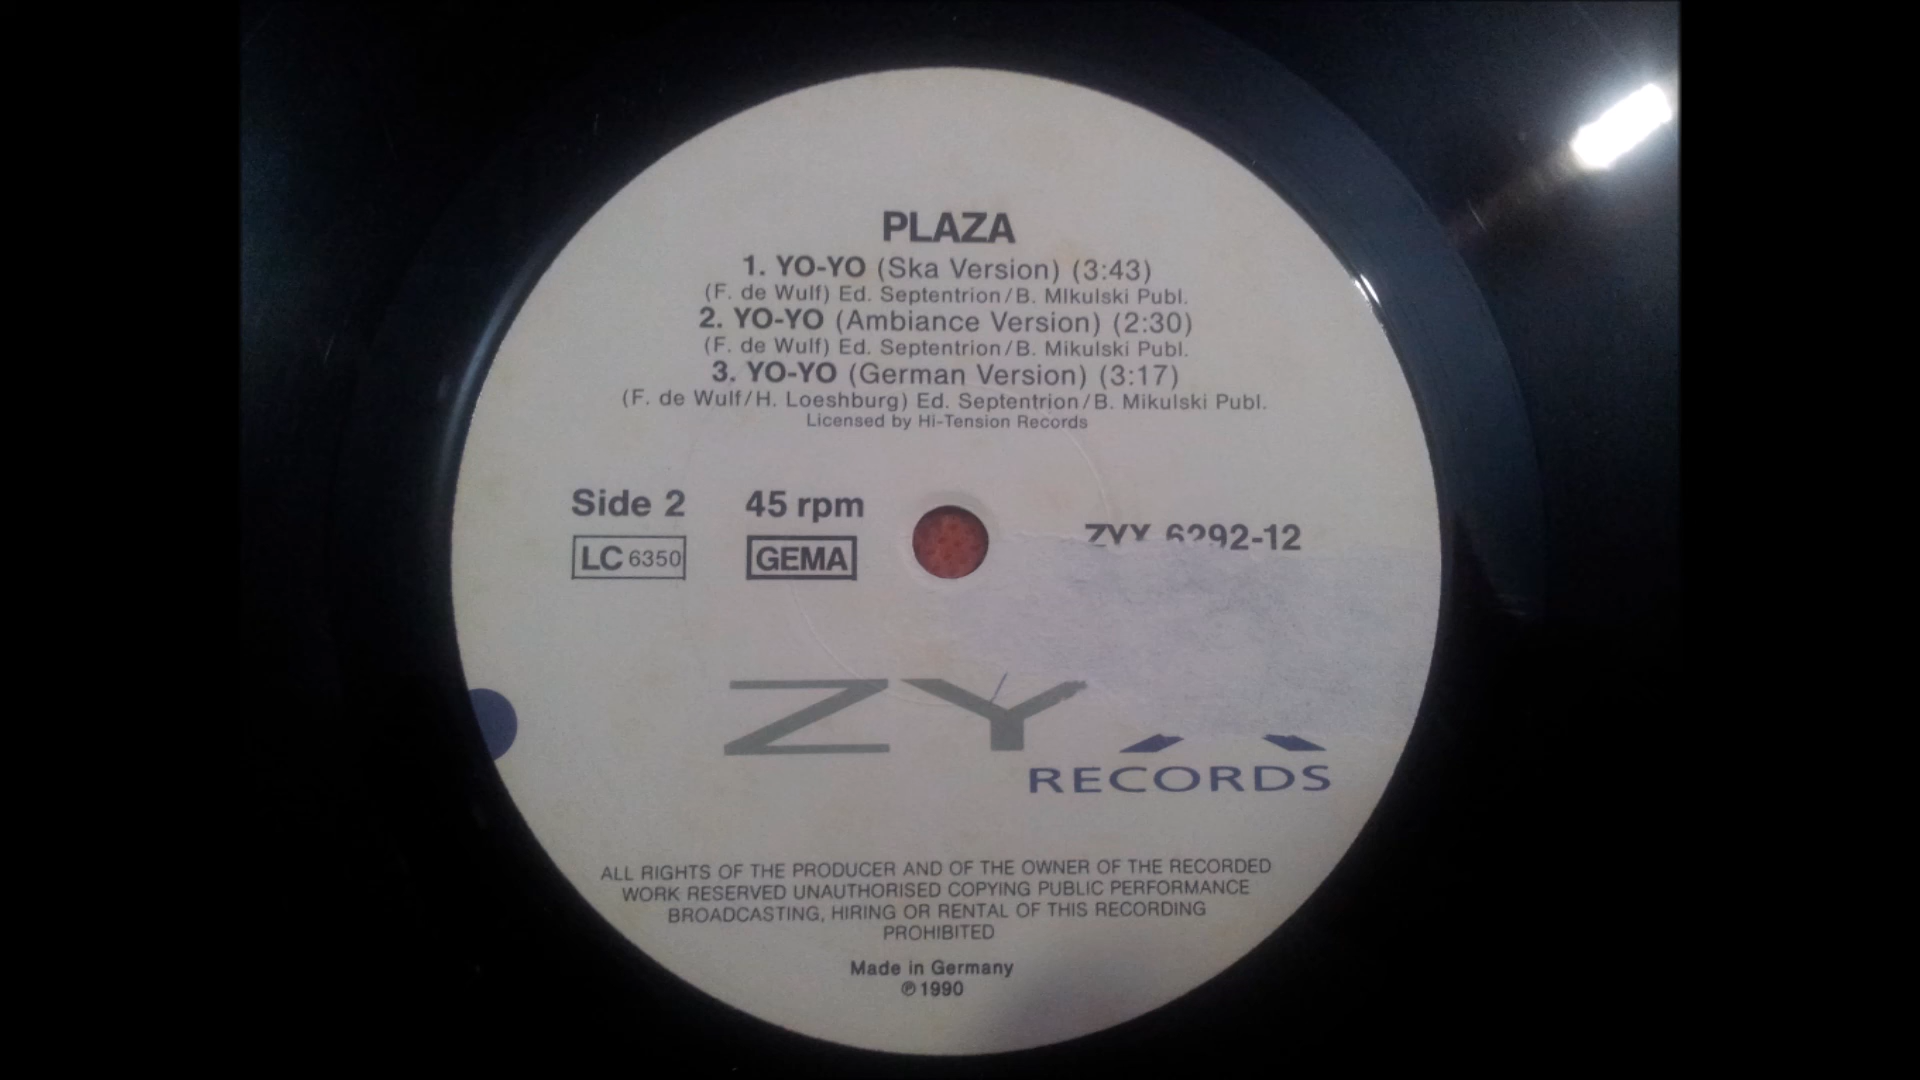 PLAZA
1. YO-YO (Ska Version) (3:43)
(F. de Wulf) Ed. Septentrion/B. MIkulski Publ.
2. YO-YO (Ambiance Version) (2:30)
(F. de Wulf) Ed. Septentrion/B. Mikulski Publ.
3. YO-YO (German Version) (3:17)
(F. de Wulf/H. Loeshburg) Ed. Septentrion/B. Mikulski Publ.
Licensed by Hi-Tension Records
Side 2 45 rpm
ZYX 6292-12
LC 6350 GEMA
ZY
RECORDS
ALL RIGHTS OF THE PRODUCER AND OF THE OWNER OF THE RECORDED
WORK RESERVED UNAUTHORISED COPYING PUBLIC PERFORMANCE
BROADCASTING, HIRING OR RENTAL OF THIS RECORDING
PROHIBITED
Made in Germany
℗ 1990